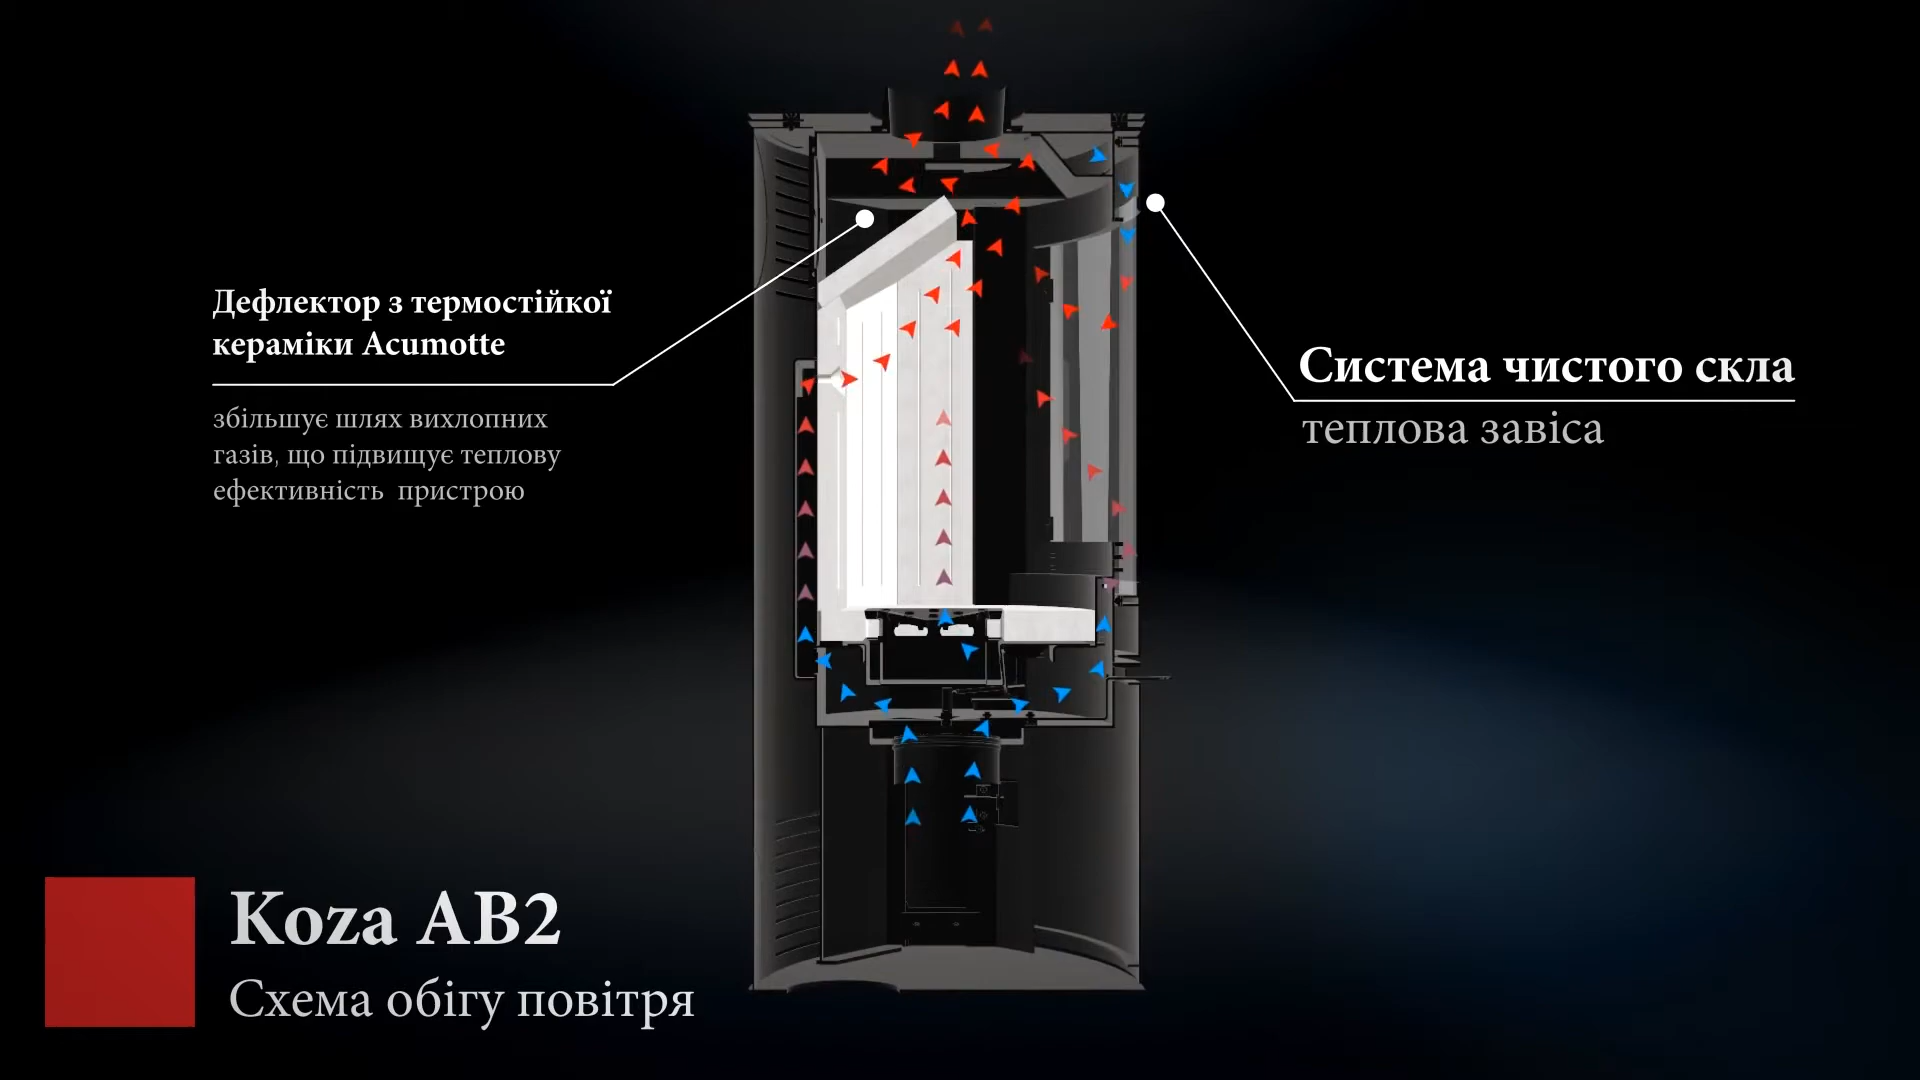 Дефлектор з термостійкої
кераміки Acumotte
збільшує шлях вихлопних
газів, що підвищує теплову
ефективність пристрою
Система чистого скла
теплова завіса
Koza AB2
Схема обігу повітря